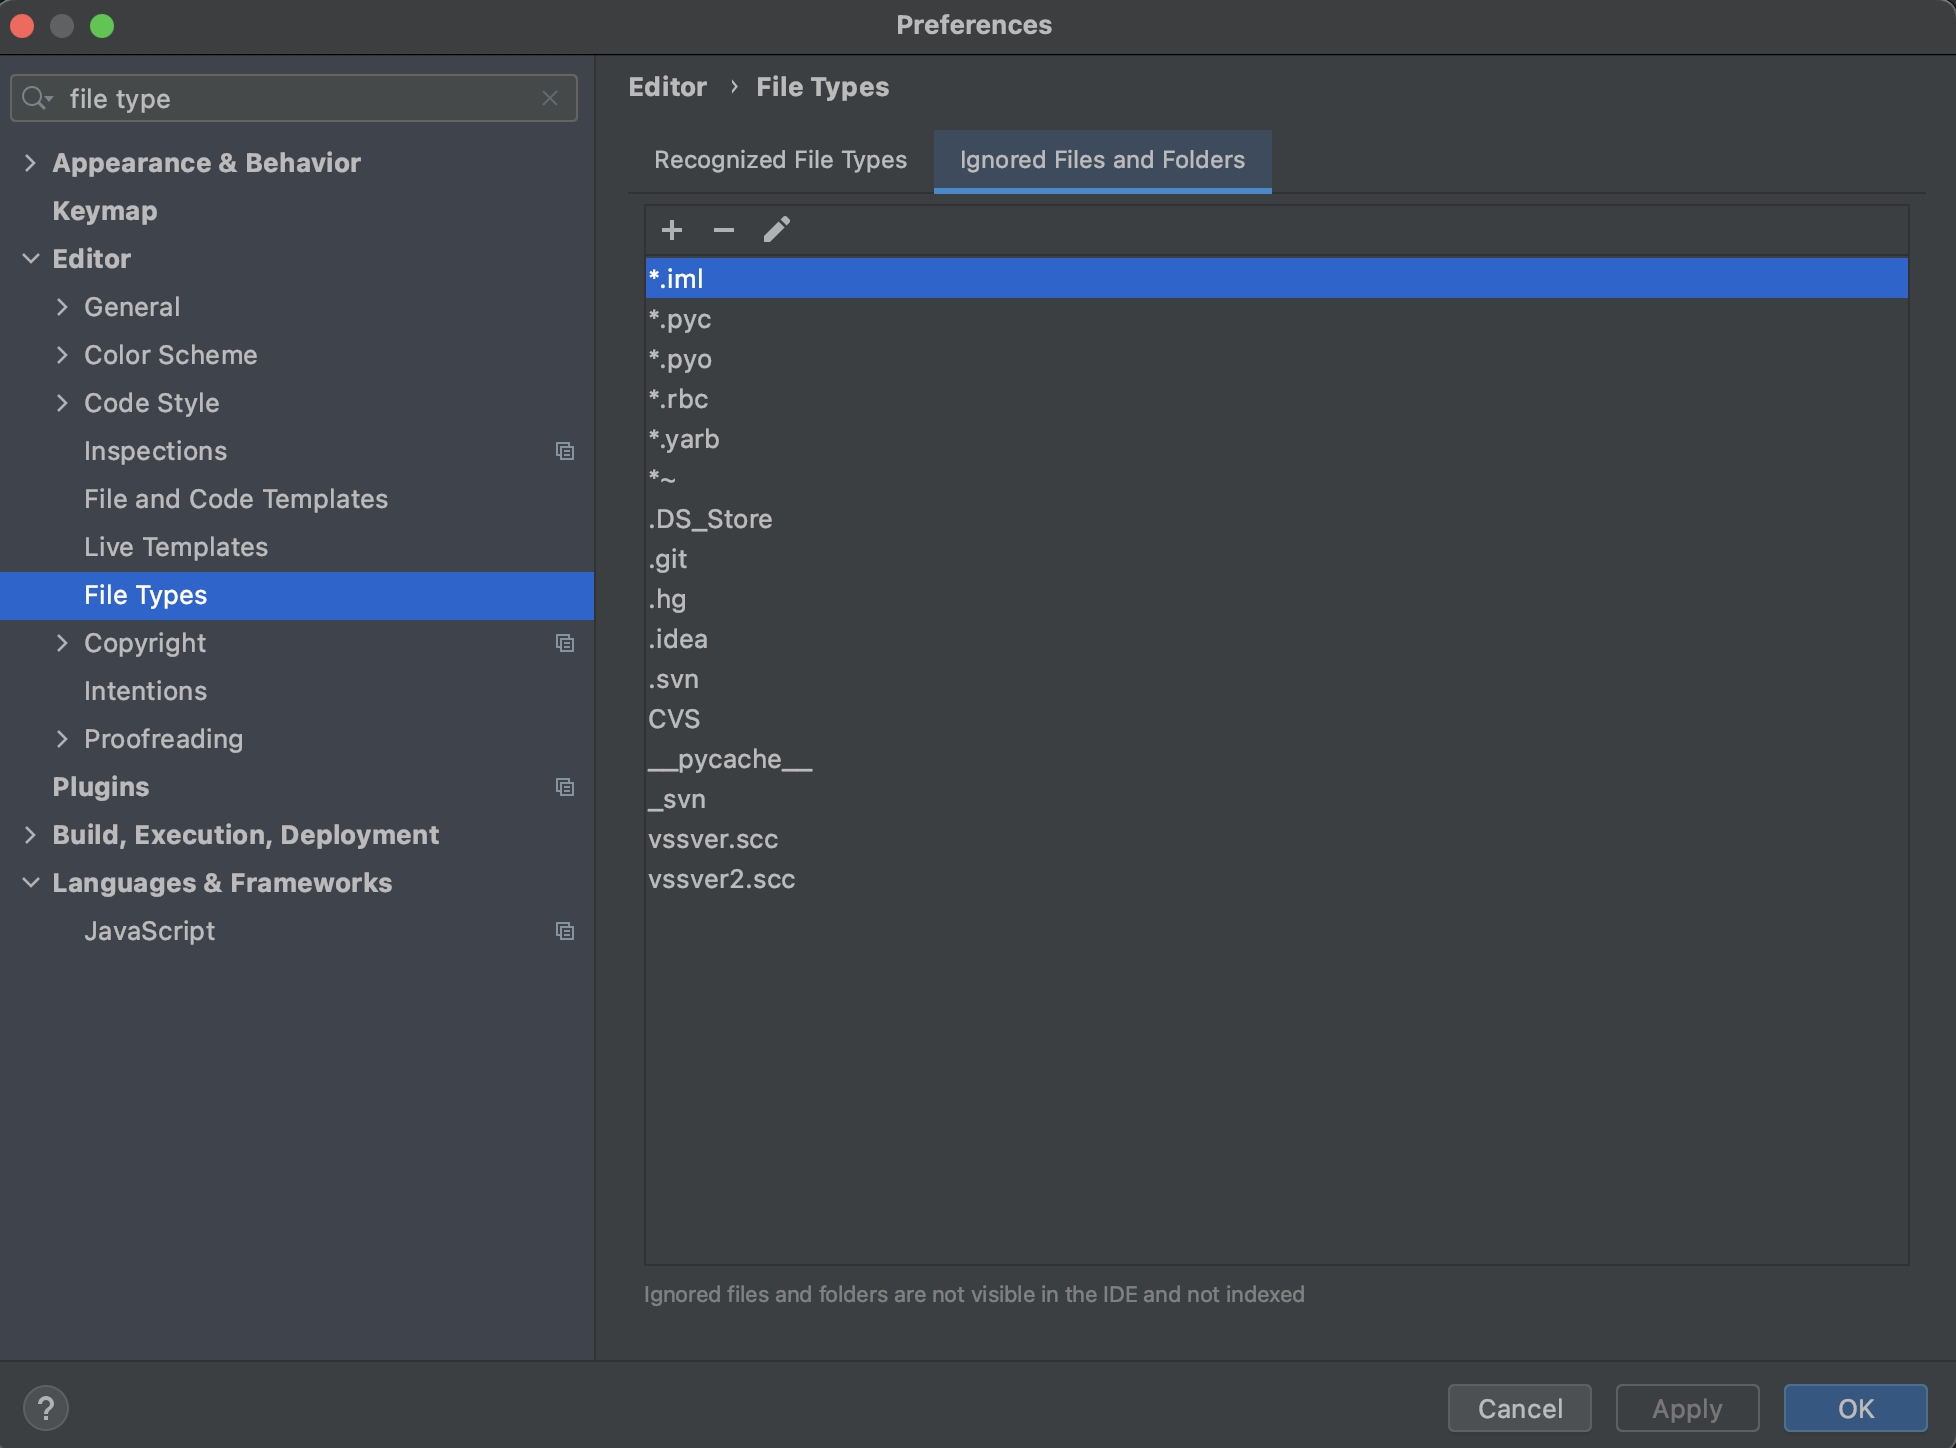 Preferences
file type
Appearance & Behavior
Keymap
Editor
General
Color Scheme
Code Style
Inspections
File and Code Templates
Live Templates
File Types
Copyright
Intentions
Proofreading
Plugins
Build, Execution, Deployment
Languages & Frameworks
JavaScript
Editor › File Types
Recognized File Types
Ignored Files and Folders
*.iml
*.pyc
*.pyo
*.rbc
*.yarb
*~
.DS_Store
.git
.hg
.idea
.svn
CVS
__pycache__
_svn
vssver.scc
vssver2.scc
Ignored files and folders are not visible in the IDE and not indexed
?
Cancel
Apply
OK